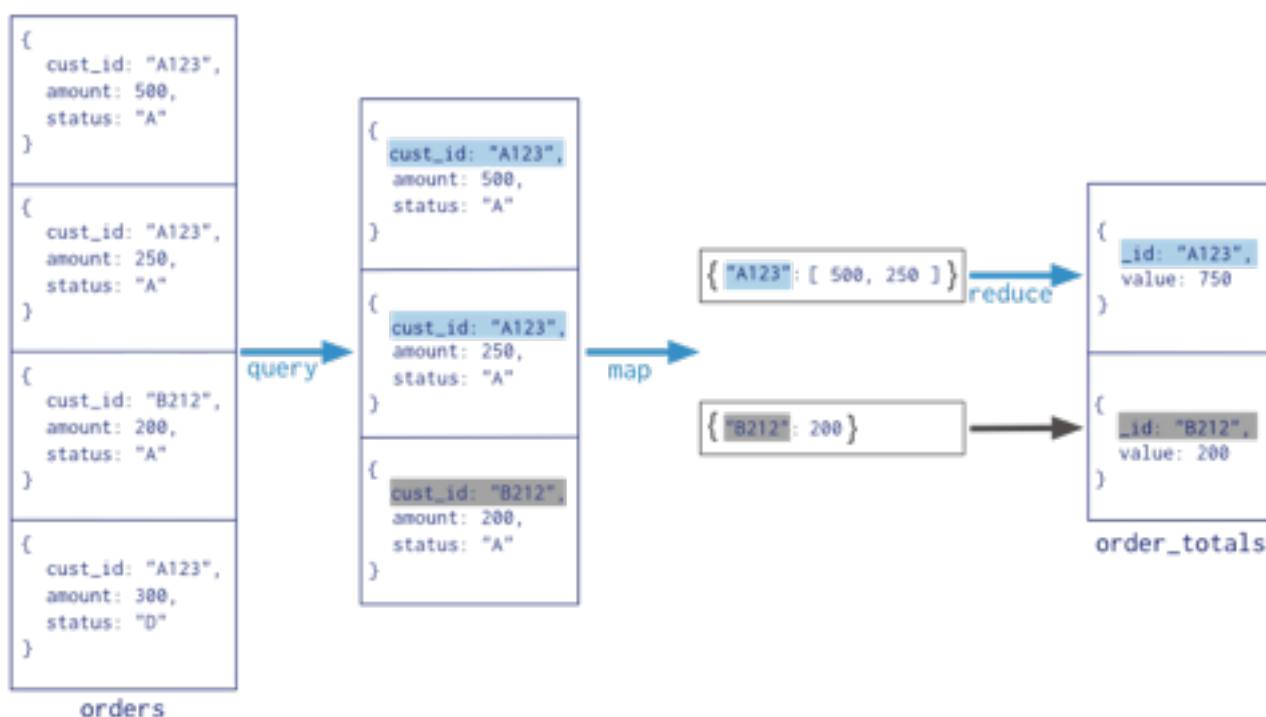 {
cust_id: "A123",
amount: 500,
status: "A"
}
{
cust_id: "A123",
amount: 250,
status: "A"
}
{
cust_id: "B212",
amount: 200,
status: "A"
}
{
cust_id: "A123",
amount: 300,
status: "D"
}
orders
query
{
cust_id: "A123",
amount: 500,
status: "A"
}
{
cust_id: "A123",
amount: 250,
status: "A"
}
{
cust_id: "B212",
amount: 200,
status: "A"
}
map
{"A123": [ 500, 250 ]}
reduce
{"B212": 200}
{
_id: "A123",
value: 750
}
{
_id: "B212",
value: 200
}
order_totals